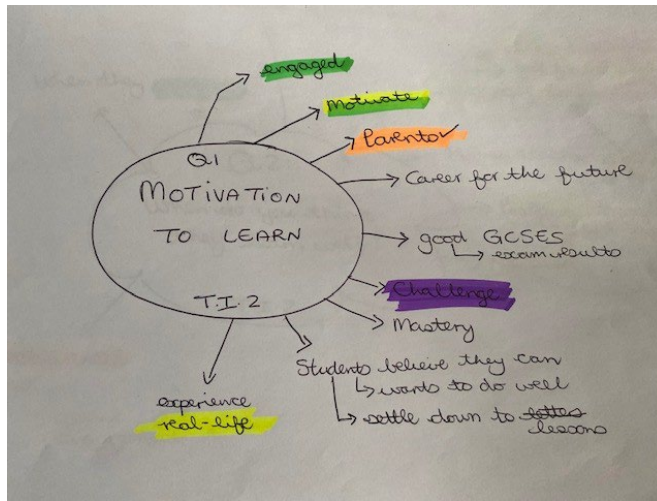 engaged
Motivate
Parents
Q1
MOTIVATION
TO LEARN
T.I.2
Career for the future
good GCSES
exam results
Challenge
Mastery
Students believe they can
wants to do well
settle down to
lessons
experience
real-life